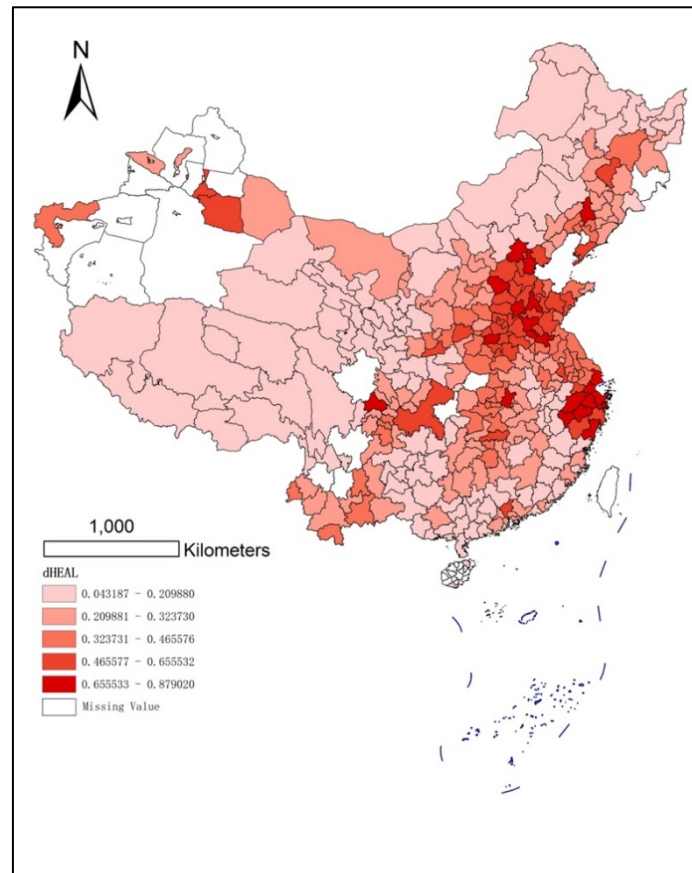 N
1,000
Kilometers
dHEAL
0.043187 - 0.209880
0.209881 - 0.323730
0.323731 - 0.465576
0.465577 - 0.655532
0.655533 - 0.879020
Missing Value